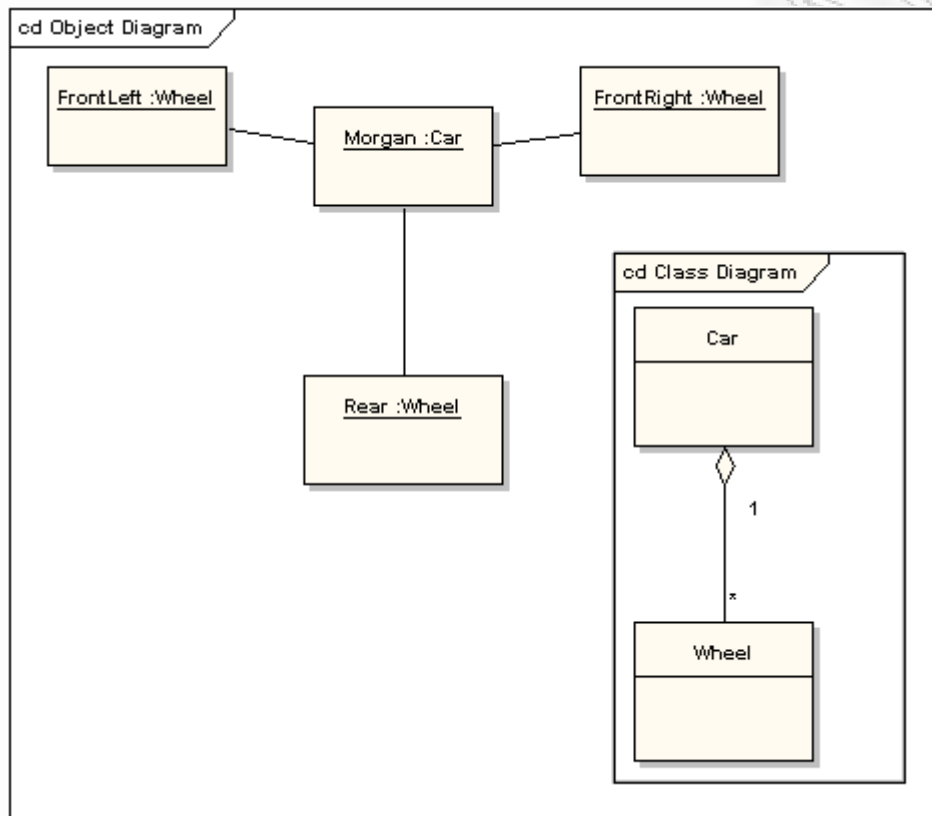 cd Object Diagram
FrontLeft :Wheel
Morgan :Car
FrontRight :Wheel
Rear :Wheel
cd Class Diagram
Car
1
*
Wheel